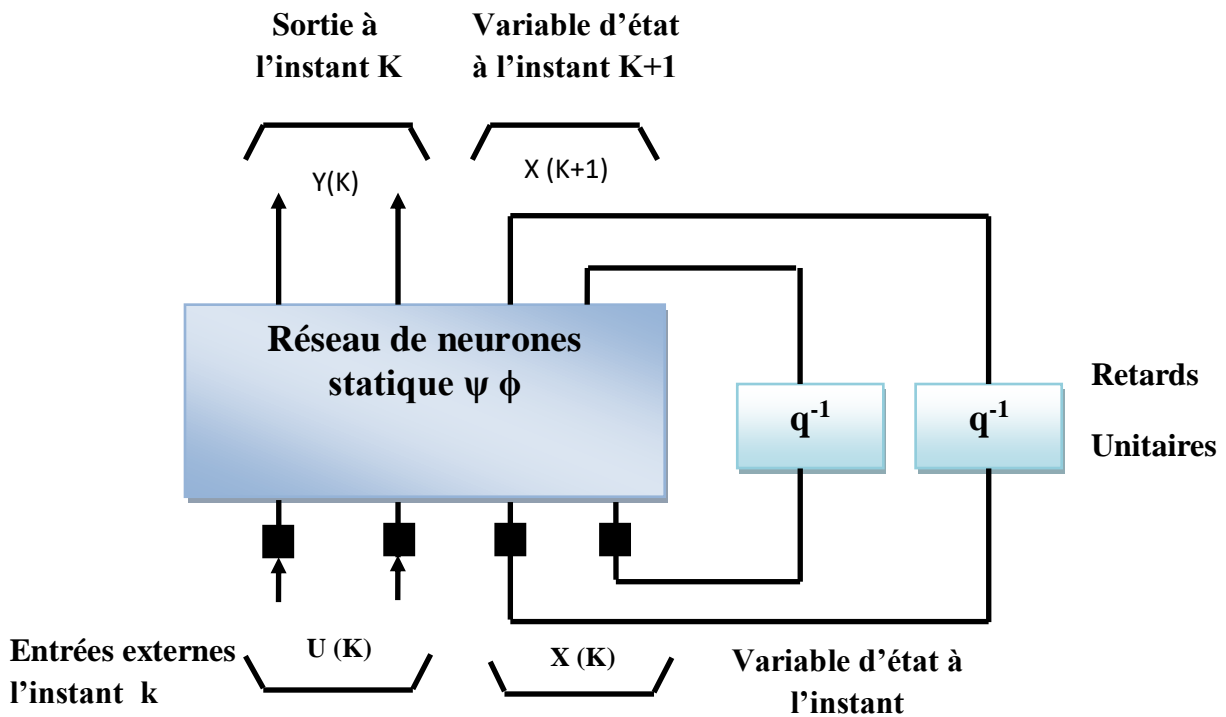 Sortie à
l'instant K
Variable d'état
à l'instant K+1
Y(K)
X (K+1)
Réseau de neurones
statique ψ ϕ
q⁻¹
q⁻¹
Retards
Unitaires
Entrées externes
l'instant k
U (K)
X (K)
Variable d'état à
l'instant